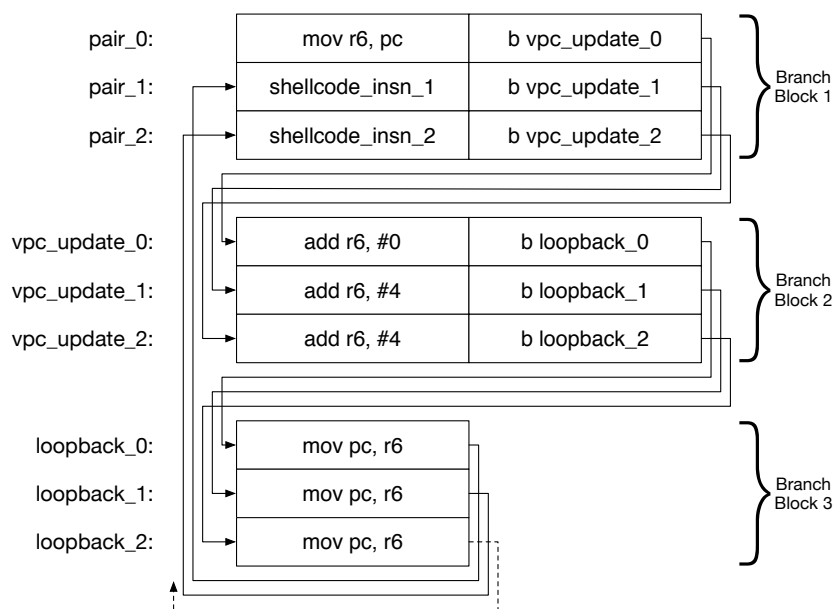 pair_0: mov r6, pc b vpc_update_0
pair_1: shellcode_insn_1 b vpc_update_1
pair_2: shellcode_insn_2 b vpc_update_2
Branch
Block 1
vpc_update_0: add r6, #0 b loopback_0
vpc_update_1: add r6, #4 b loopback_1
vpc_update_2: add r6, #4 b loopback_2
Branch
Block 2
loopback_0: mov pc, r6
loopback_1: mov pc, r6
loopback_2: mov pc, r6
Branch
Block 3